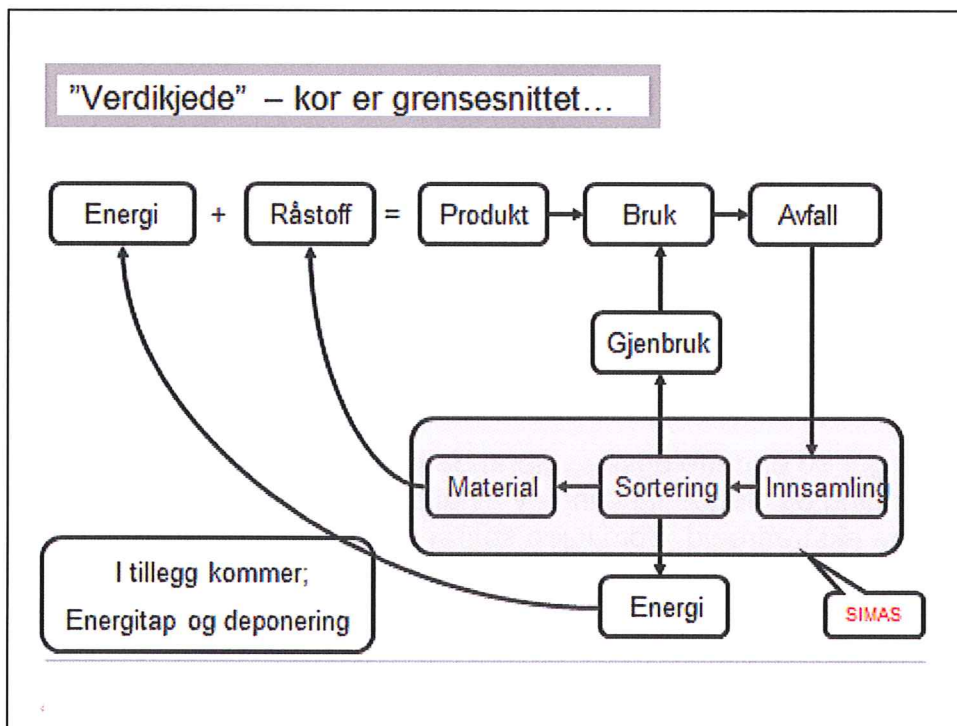 ”Verdikjede” – kor er grensesnittet…
Energi + Råstoff = Produkt Bruk Avfall
Gjenbruk
Material Sortering Innsamling
I tillegg kommer;
Energitap og deponering
Energi
SIMAS